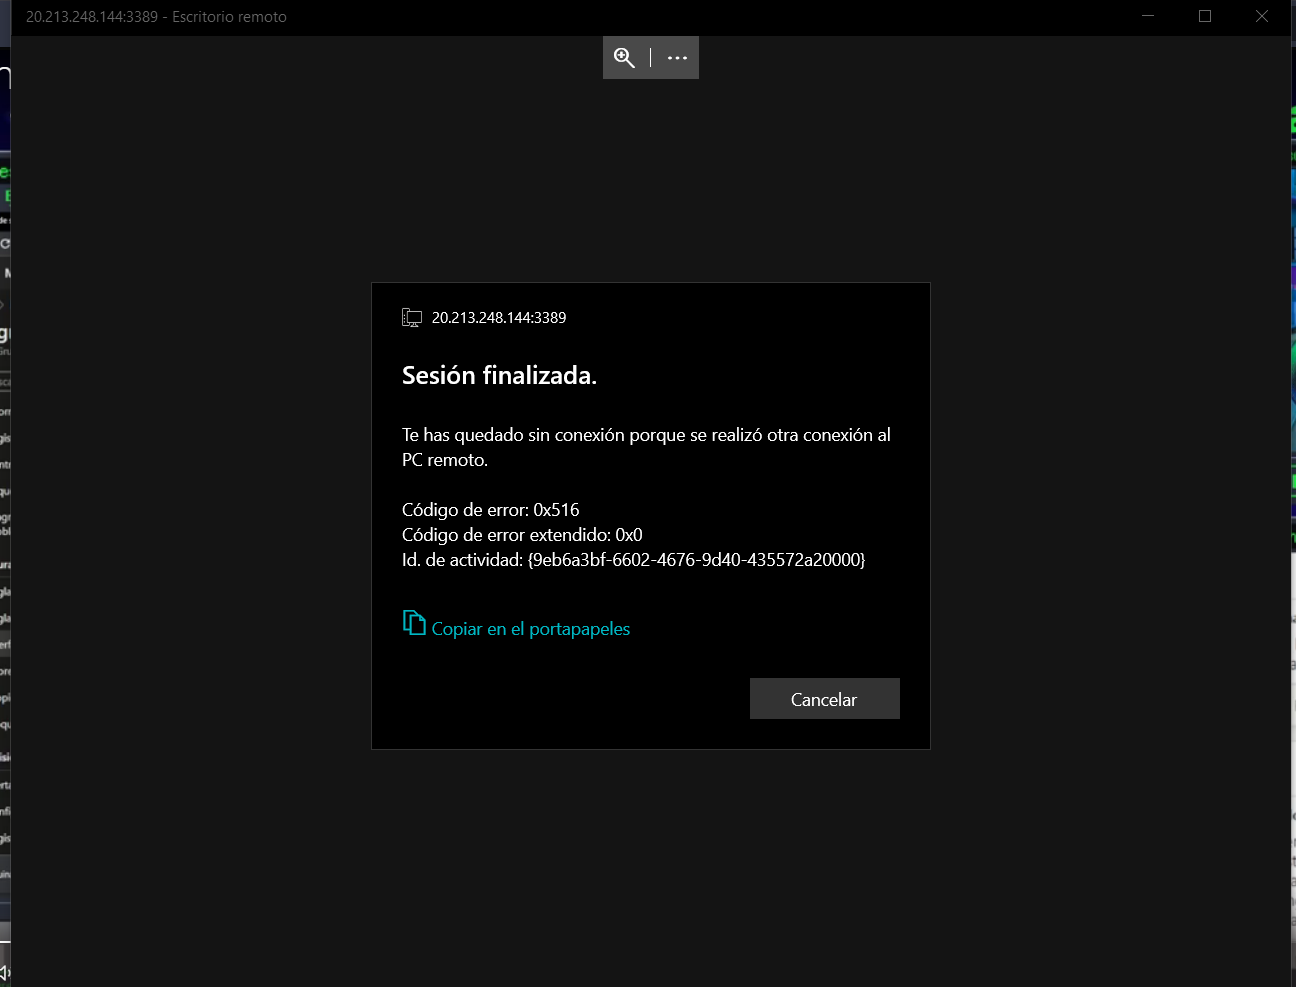 20.213.248.144:3389 - Escritorio remoto
20.213.248.144:3389
Sesión finalizada.
Te has quedado sin conexión porque se realizó otra conexión al
PC remoto.
Código de error: 0x516
Código de error extendido: 0x0
Id. de actividad: {9eb6a3bf-6602-4676-9d40-435572a20000}
Copiar en el portapapeles
Cancelar